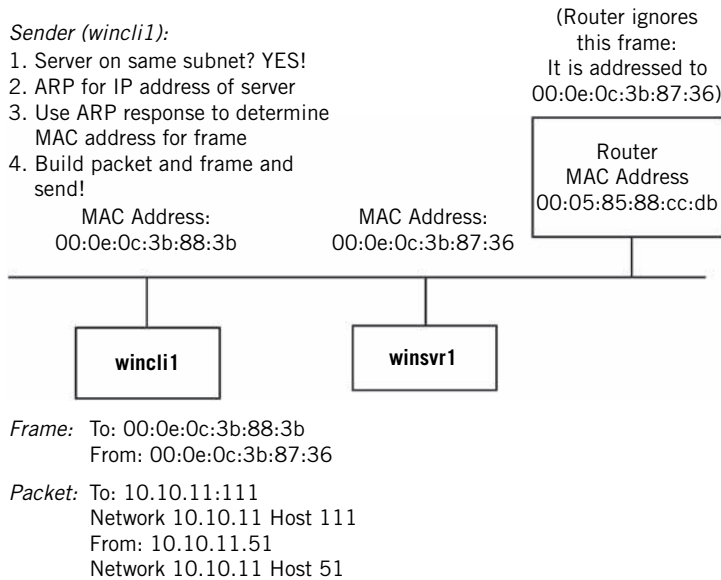 Sender (wincli1):
1. Server on same subnet? YES!
2. ARP for IP address of server
3. Use ARP response to determine
MAC address for frame
4. Build packet and frame and
send!
(Router ignores
this frame:
It is addressed to
00:0e:0c:3b:87:36)
Router
MAC Address
00:05:85:88:cc:db
MAC Address:
00:0e:0c:3b:88:3b
MAC Address:
00:0e:0c:3b:87:36
wincli1
winsvr1
Frame: To: 00:0e:0c:3b:88:3b
From: 00:0e:0c:3b:87:36
Packet: To: 10.10.11:111
Network 10.10.11 Host 111
From: 10.10.11.51
Network 10.10.11 Host 51